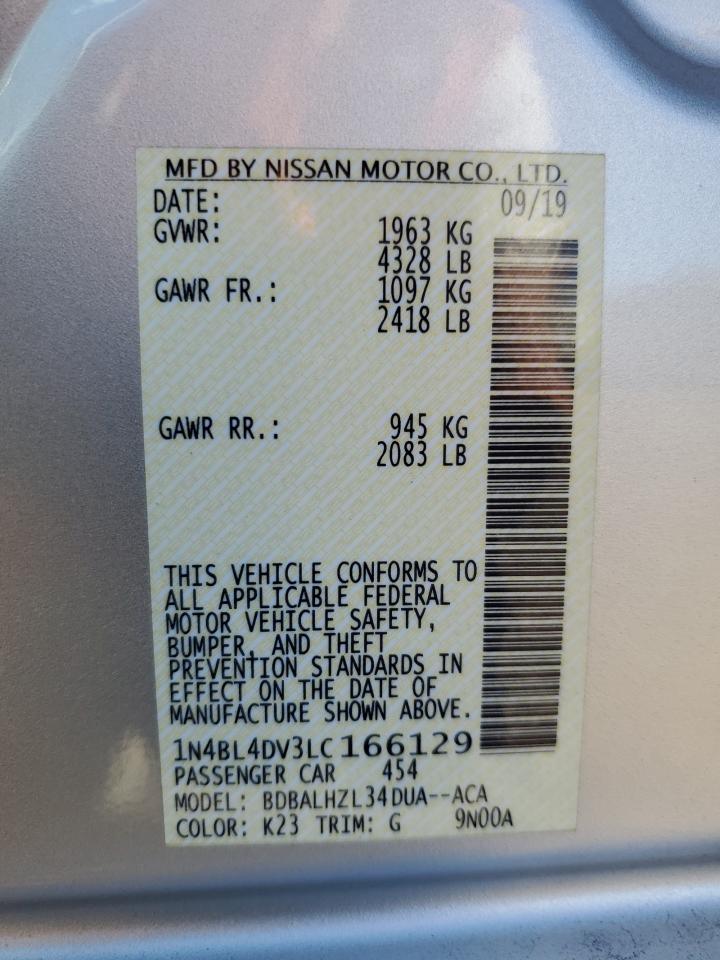 MFD BY NISSAN MOTOR CO., LTD.
DATE: 09/19
GVWR: 1963 KG
4328 LB
GAWR FR.: 1097 KG
2418 LB
GAWR RR.: 945 KG
2083 LB
THIS VEHICLE CONFORMS TO
ALL APPLICABLE FEDERAL
MOTOR VEHICLE SAFETY,
BUMPER, AND THEFT
PREVENTION STANDARDS IN
EFFECT ON THE DATE OF
MANUFACTURE SHOWN ABOVE.
1N4BL4DV3LC166129
PASSENGER CAR 454
MODEL: BDBALHZL34DUA--ACA
COLOR: K23 TRIM: G 9N00A